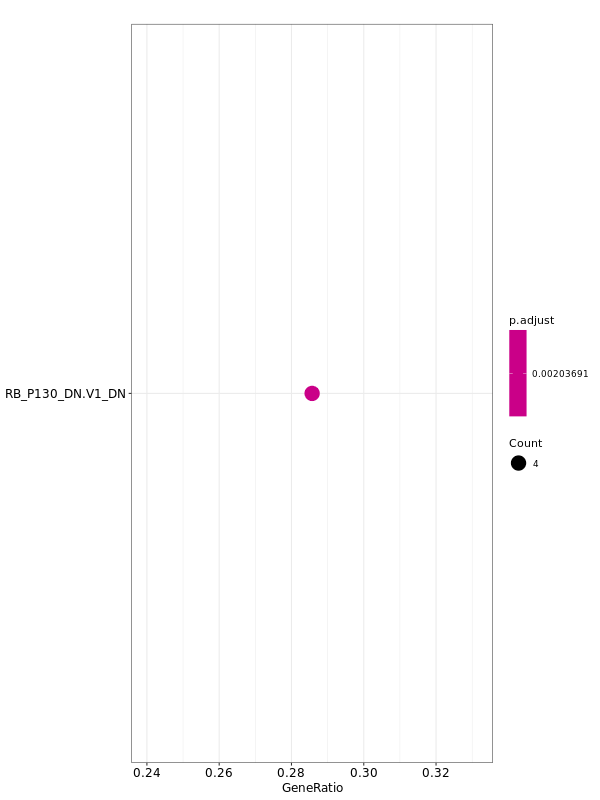 p.adjust
0.00203691
RB_P130_DN.V1_DN
Count
4
0.24 0.26 0.28 0.30 0.32
GeneRatio